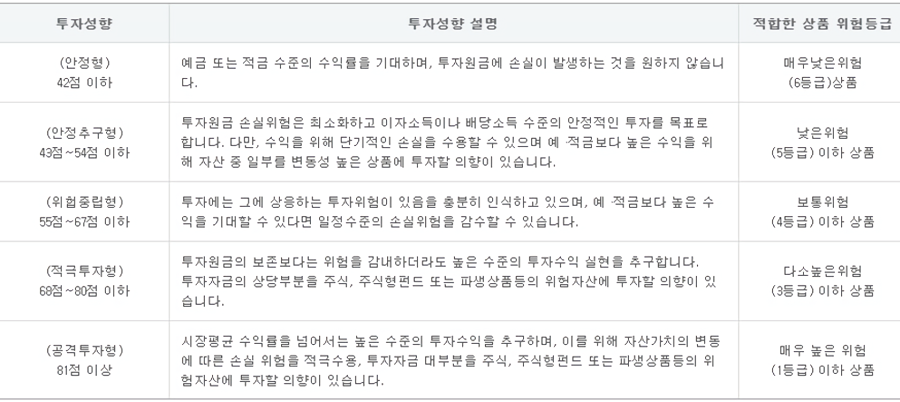 투자성향 투자성향 설명 적합한 상품 위험등급
(안정형)
42점 이하
예금 또는 적금 수준의 수익률을 기대하며, 투자원금에 손실이 발생하는 것을 원하지 않습니
다.
매우낮은위험
(6등급)상품
(안정추구형)
43점~54점 이하
투자원금 손실위험은 최소화하고 이자소득이나 배당소득 수준의 안정적인 투자를 목표로
합니다. 다만, 수익을 위해 단기적인 손실을 수용할 수 있으며 예·적금보다 높은 수익을 위
해 자산 중 일부를 변동성 높은 상품에 투자할 의향이 있습니다.
낮은위험
(5등급) 이하 상품
(위험중립형)
55점~67점 이하
투자에는 그에 상응하는 투자위험이 있음을 충분히 인식하고 있으며, 예·적금보다 높은 수
익을 기대할 수 있다면 일정수준의 손실위험을 감수할 수 있습니다.
보통위험
(4등급) 이하 상품
(적극투자형)
68점~80점 이하
투자원금의 보존보다는 위험을 감내하더라도 높은 수준의 투자수익 실현을 추구합니다.
투자자금의 상당부분을 주식, 주식형펀드 또는 파생상품등의 위험자산에 투자할 의향이 있
습니다.
다소높은위험
(3등급) 이하 상품
(공격투자형)
81점 이상
시장평균 수익률을 넘어서는 높은 수준의 투자수익을 추구하며, 이를 위해 자산가치의 변동
에 따른 손실 위험을 적극수용, 투자자금 대부분을 주식, 주식형펀드 또는 파생상품등의 위
험자산에 투자할 의향이 있습니다.
매우 높은 위험
(1등급) 이하 상품